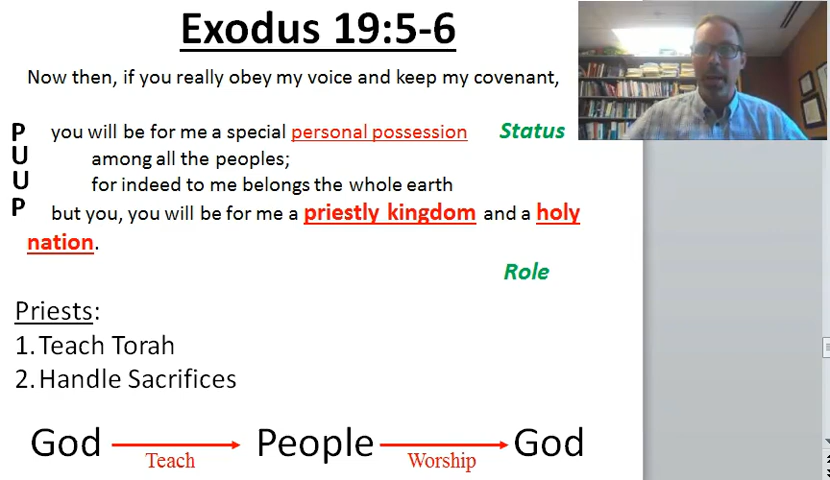 Exodus 19:5-6
Now then, if you really obey my voice and keep my covenant,
P you will be for me a special personal possession Status
U among all the peoples;
U for indeed to me belongs the whole earth
P but you, you will be for me a priestly kingdom and a holy
nation.
Role
Priests:
1. Teach Torah
2. Handle Sacrifices
God People God
Teach Worship